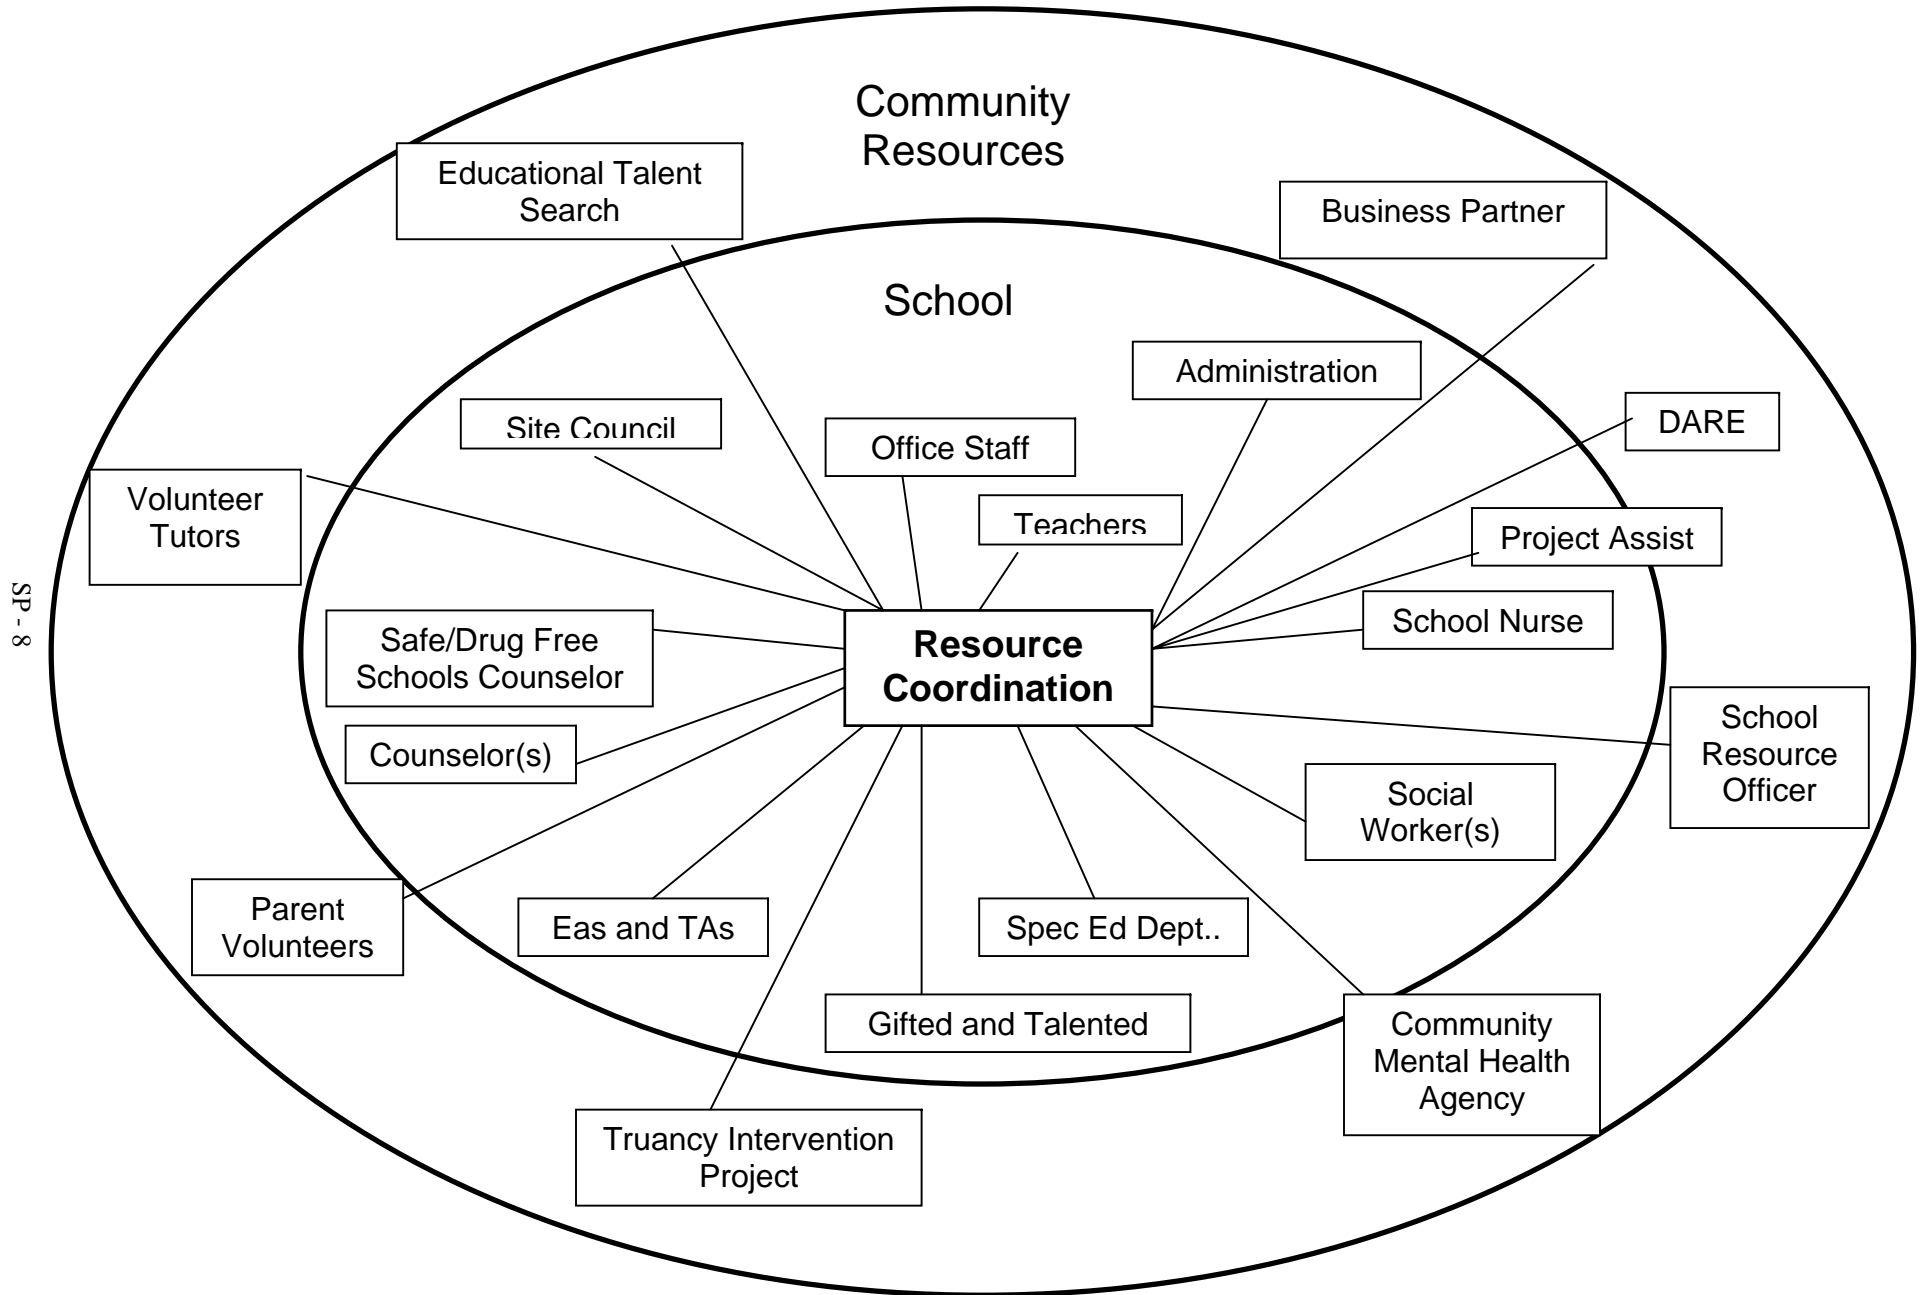 Community
Resources
Educational Talent
Search
Business Partner
School
Administration
Site Council
Office Staff
DARE
Volunteer
Tutors
Teachers
Project Assist
SP - 8
Safe/Drug Free
Schools Counselor
Resource
Coordination
School Nurse
Counselor(s)
School
Resource
Officer
Social
Worker(s)
Parent
Volunteers
Eas and TAs
Spec Ed Dept..
Gifted and Talented
Community
Mental Health
Agency
Truancy Intervention
Project